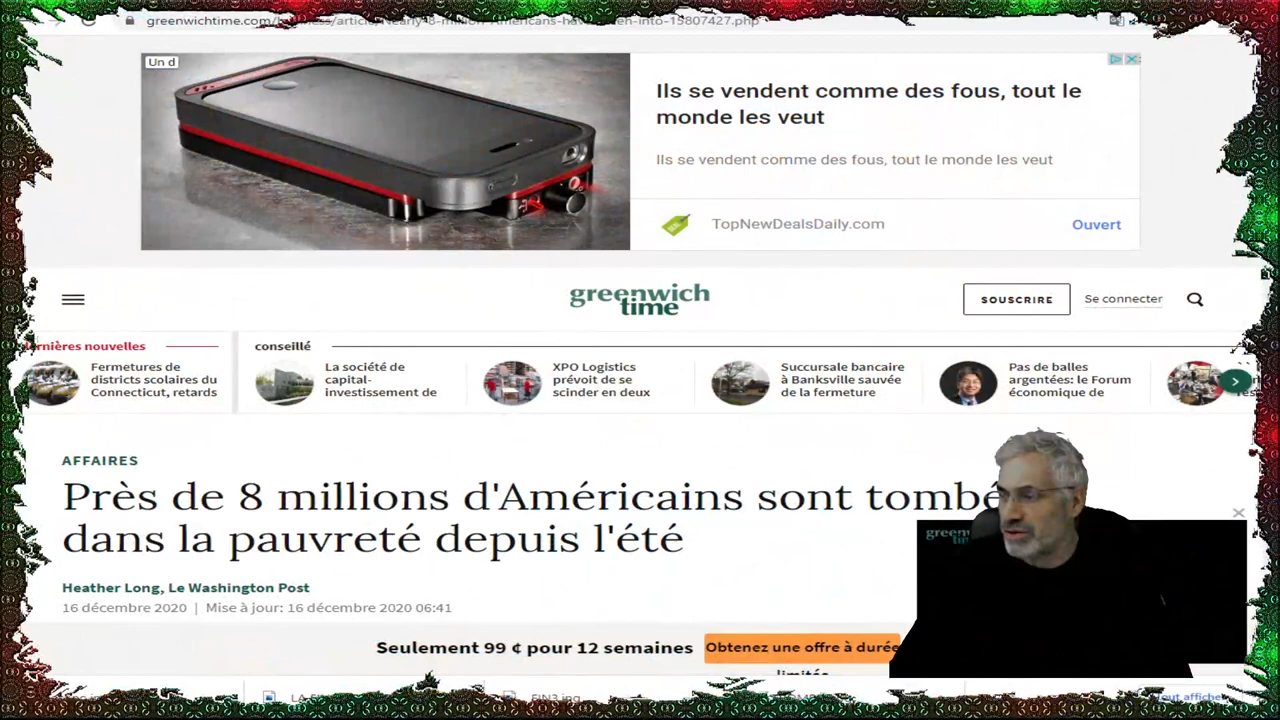 greenwichtime.com/
Un d
Ils se vendent comme des fous, tout le
monde les veut
Ils se vendent comme des fous, tout le monde les veut
TopNewDealsDaily.com
Ouvert
greenwich
time
SOUSCRIRE
Se connecter
nouvelles
conseillé
Fermetures de
districts scolaires du
Connecticut, retards
La société de
capital-
investissement de
XPO Logistics
prévoit de se
scinder en deux
Succursale bancaire
à Banksville sauvée
de la fermeture
Pas de balles
argentées: le Forum
économique de
AFFAIRES
Près de 8 millions d'Américains sont tombé
dans la pauvreté depuis l'été
Heather Long, Le Washington Post
16 décembre 2020 | Mise à jour: 16 décembre 2020 06:41
Seulement 99 ¢ pour 12 semaines
Obtenez une offre à durée
limitée
greenw
time